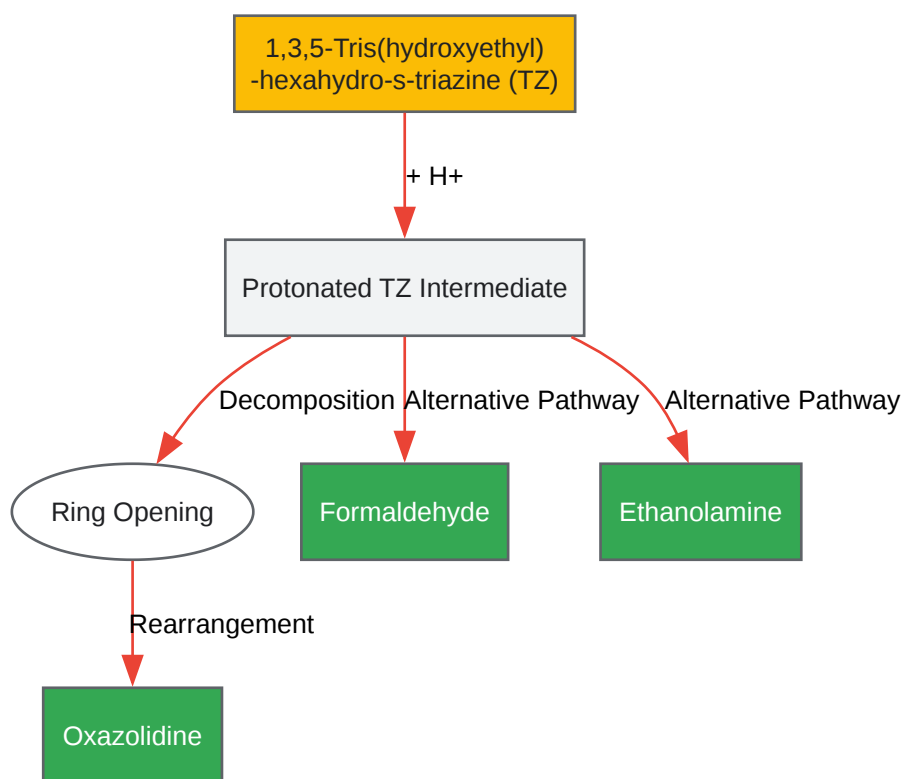 1,3,5-Tris(hydroxyethyl)
-hexahydro-s-triazine (TZ)
+ H+
Protonated TZ Intermediate
Decomposition
Alternative Pathway
Alternative Pathway
Ring Opening
Formaldehyde
Ethanolamine
Rearrangement
Oxazolidine